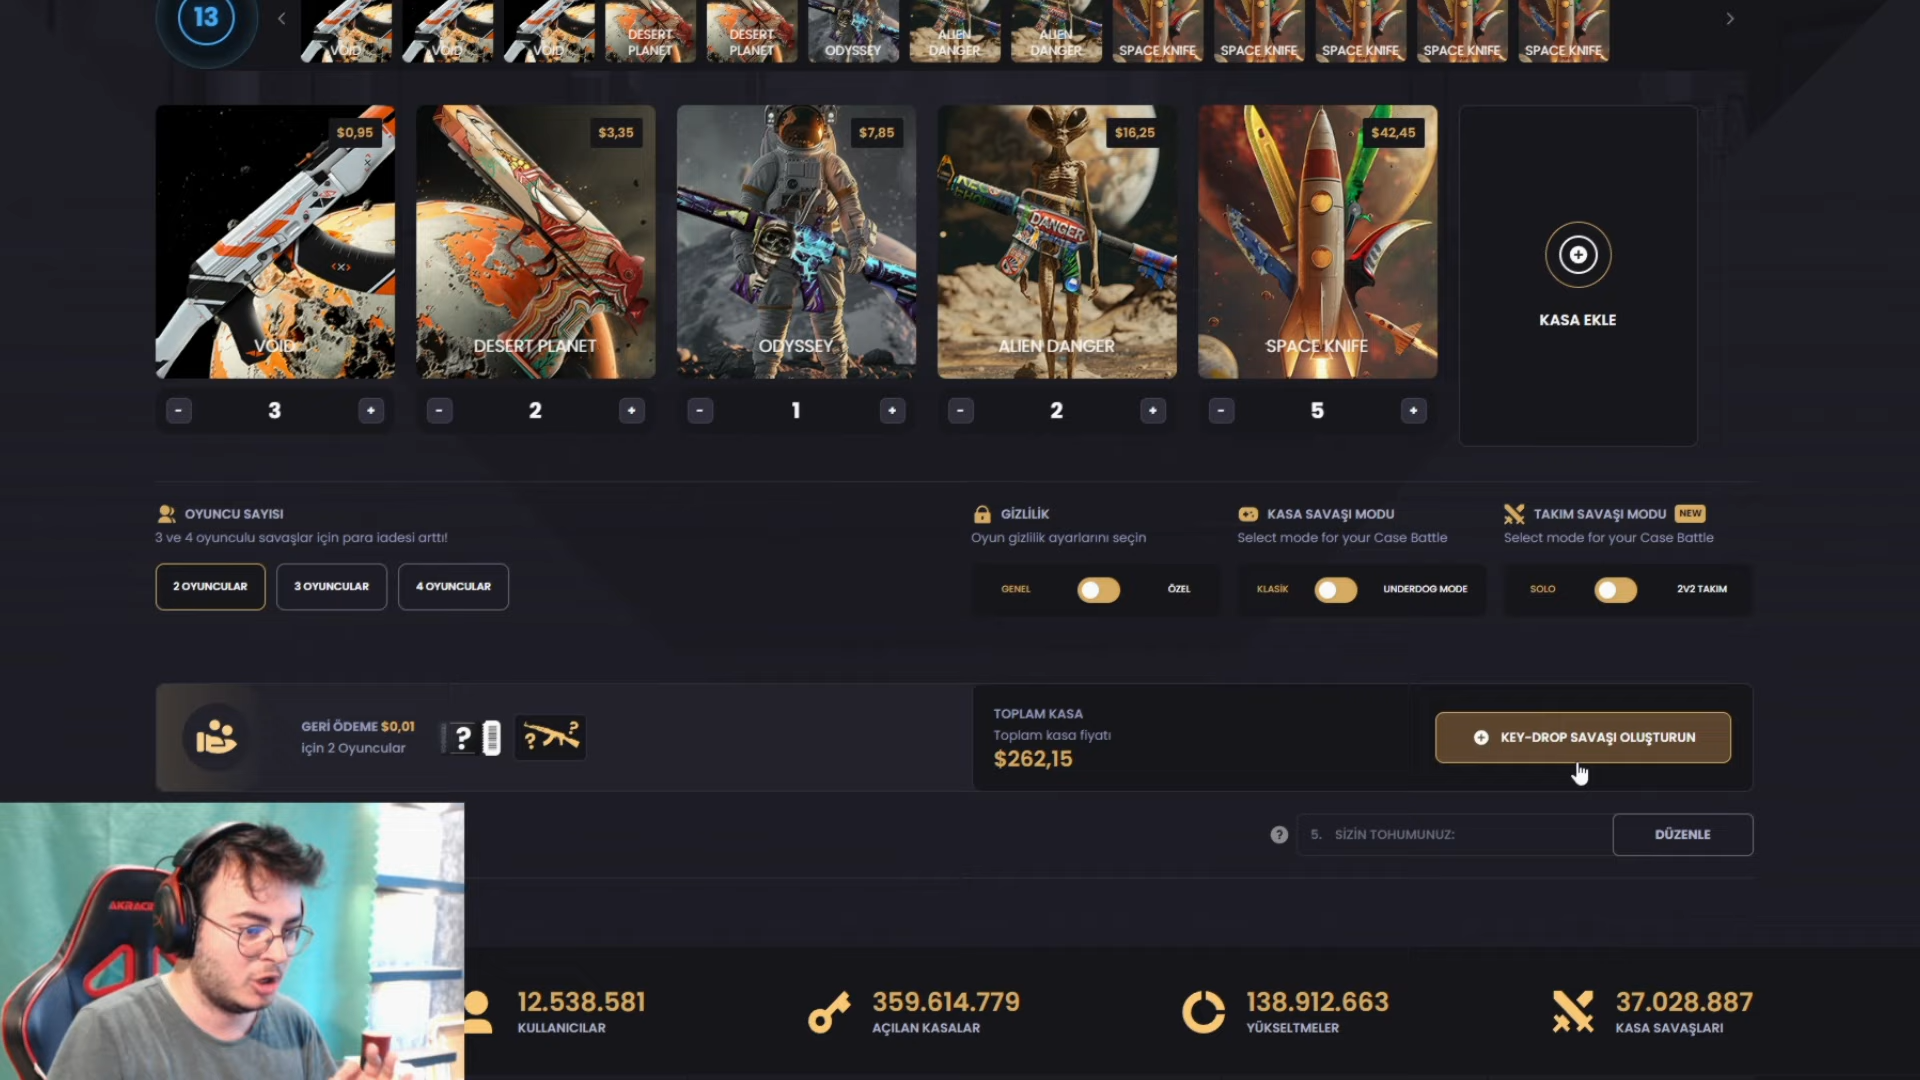 13
VOID
VOID
VOID
DESERT PLANET
DESERT PLANET
ODYSSEY
ALIEN DANGER
ALIEN DANGER
SPACE KNIFE
SPACE KNIFE
SPACE KNIFE
SPACE KNIFE
SPACE KNIFE
$0,95
VOID
- 3 +
$3,35
DESERT PLANET
- 2 +
$7,85
ODYSSEY
- 1 +
$16,25
DANGER
ALIEN DANGER
- 2 +
$42,45
SPACE KNIFE
- 5 +
KASA EKLE
OYUNCU SAYISI
3 ve 4 oyunculu savaşlar için para iadesi arttı!
2 OYUNCULAR
3 OYUNCULAR
4 OYUNCULAR
GİZLİLİK
Oyun gizlilik ayarlarını seçin
GENEL
ÖZEL
KASA SAVAŞI MODU
Select mode for your Case Battle
KLASİK
UNDERDOG MODE
TAKIM SAVAŞI MODU NEW
Select mode for your Case Battle
SOLO
2V2 TAKIM
GERİ ÖDEME $0,01
için 2 Oyuncular
?
? ?
TOPLAM KASA
Toplam kasa fiyatı
$262,15
KEY-DROP SAVAŞI OLUŞTURUN
? 5. SİZİN TOHUMUNUZ:
DÜZENLE
AKRACING
12.538.581
KULLANICILAR
359.614.779
AÇILAN KASALAR
138.912.663
YÜKSELTMELER
37.028.887
KASA SAVAŞLARI